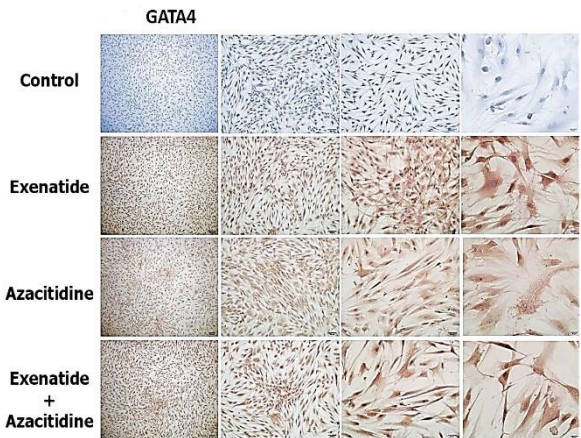 GATA4
Control
Exenatide
Azacitidine
Exenatide
+
Azacitidine